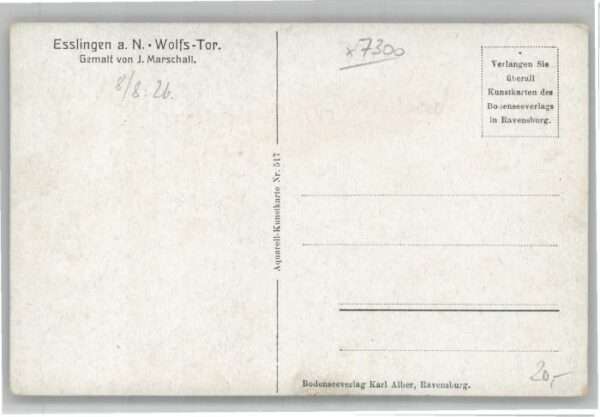 Esslingen a. N. · Wolfs-Tor.
Gemalt von J. Marschall.
8/8. 26.
x7300
Verlangen Sie
überall
Kunstkarten des
Bodenseeverlags
in Ravensburg.
Aquarell-Kunstkarte Nr. 517
Bodenseeverlag Karl Alber, Ravensburg.
20,-